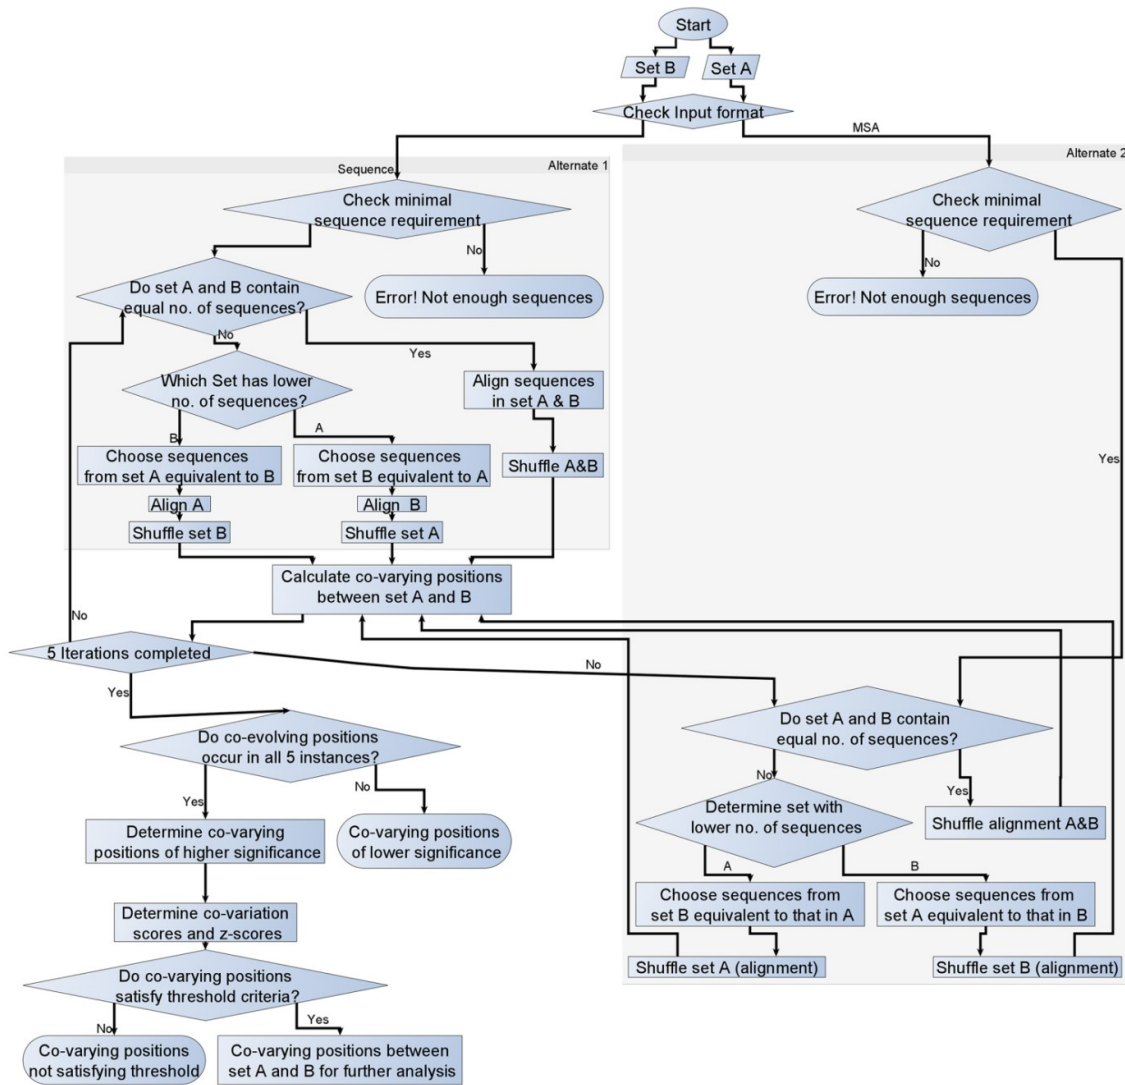 Start
Set B
Set A
Check Input format
MSA
Sequence
Alternate 1
Alternate 2
Check minimal
sequence requirement
Check minimal
sequence requirement
No
No
Do set A and B contain
equal no. of sequences?
Error! Not enough sequences
Error! Not enough sequences
No
Yes
Which Set has lower
no. of sequences?
Align sequences
in set A & B
B
A
Choose sequences
from set A equivalent to B
Choose sequences
from set B equivalent to A
Shuffle A&B
Yes
Align A
Align B
Shuffle set B
Shuffle set A
Calculate co-varying positions
between set A and B
No
5 Iterations completed
No
Yes
Do co-evolving positions
occur in all 5 instances?
Do set A and B contain
equal no. of sequences?
No
Yes
No
Yes
Determine set with
lower no. of sequences
Shuffle alignment A&B
Determine co-varying
positions of higher significance
Co-varying positions
of lower significance
A
B
Choose sequences from
set B equivalent to that in A
Choose sequences from
set A equivalent to that in B
Determine co-variation
scores and z-scores
Shuffle set A (alignment)
Shuffle set B (alignment)
Do co-varying positions
satisfy threshold criteria?
No
Yes
Co-varying positions
not satisfying threshold
Co-varying positions between
set A and B for further analysis